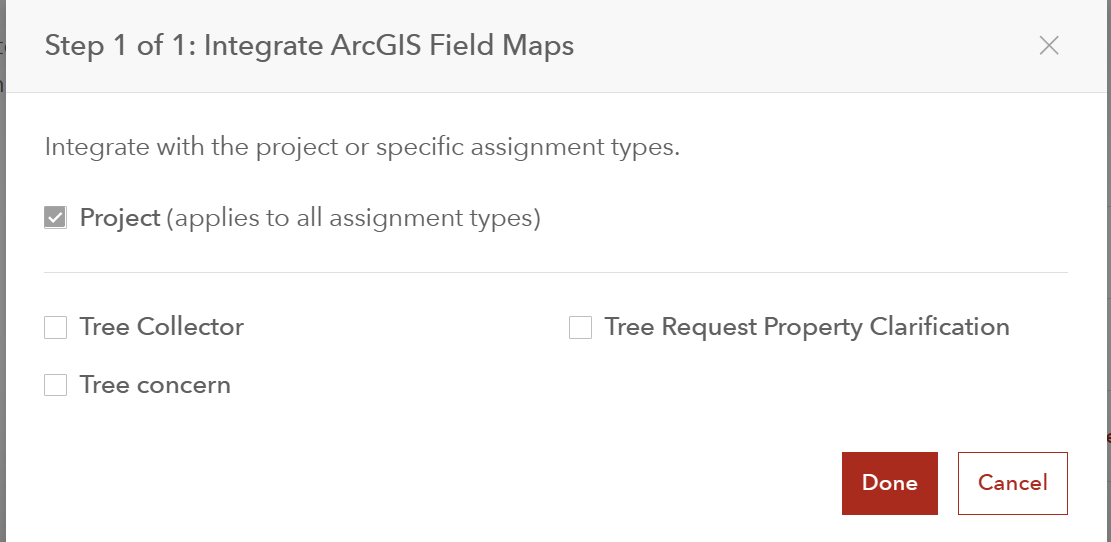 Step 1 of 1: Integrate ArcGIS Field Maps
Integrate with the project or specific assignment types.
Project (applies to all assignment types)
Tree Collector
Tree Request Property Clarification
Tree concern
Done
Cancel